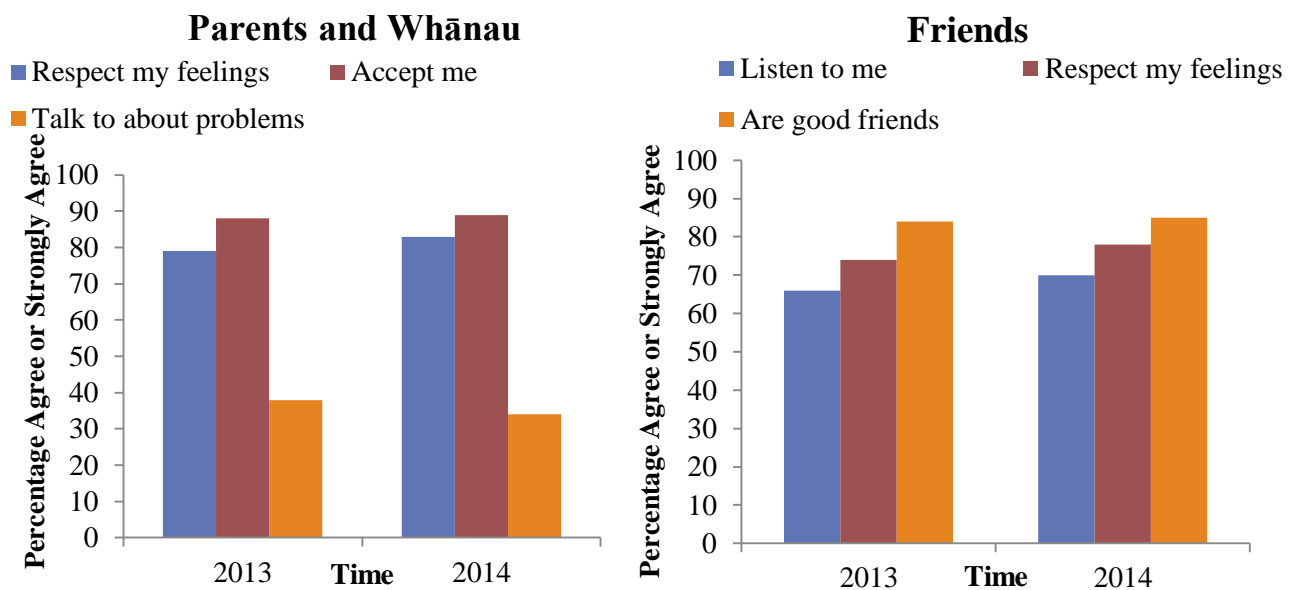 Parents and Whānau
Respect my feelings
Accept me
Talk to about problems
Percentage Agree or Strongly Agree
100
90
80
70
60
50
40
30
20
10
0
2013
Time
2014
Friends
Listen to me
Respect my feelings
Are good friends
Percentage Agree or Strongly Agree
100
90
80
70
60
50
40
30
20
10
0
2013
Time
2014